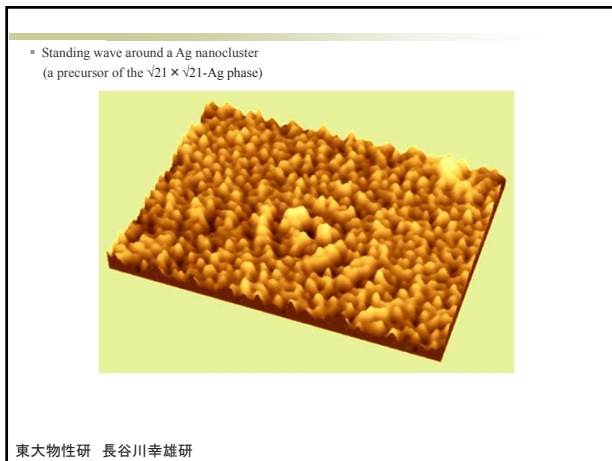 ▪ Standing wave around a Ag nanocluster
(a precursor of the √21 × √21-Ag phase)
東大物性研 長谷川幸雄研